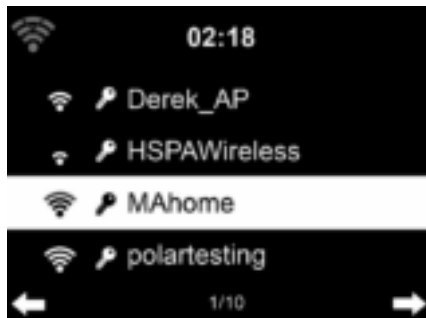 02:18
Derek_AP
HSPAWireless
MAhome
polartesting
1/10